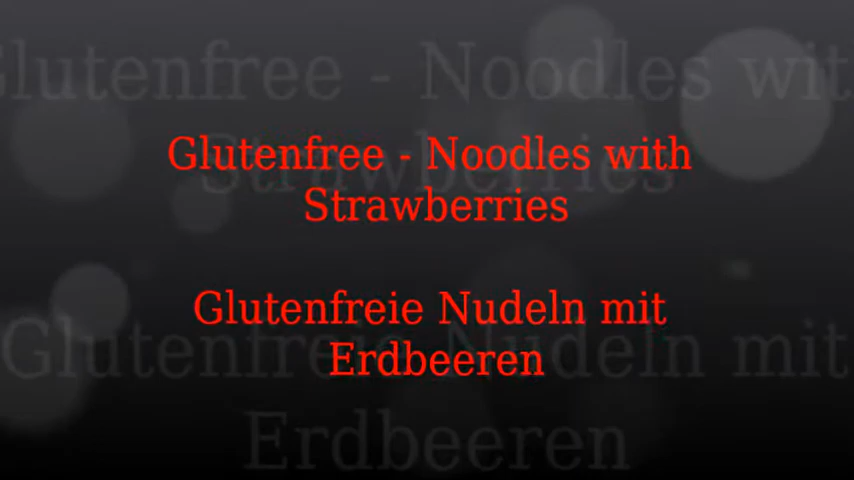 Glutenfree - Noodles with
Strawberries
Glutenfreie Nudeln mit
Erdbeeren